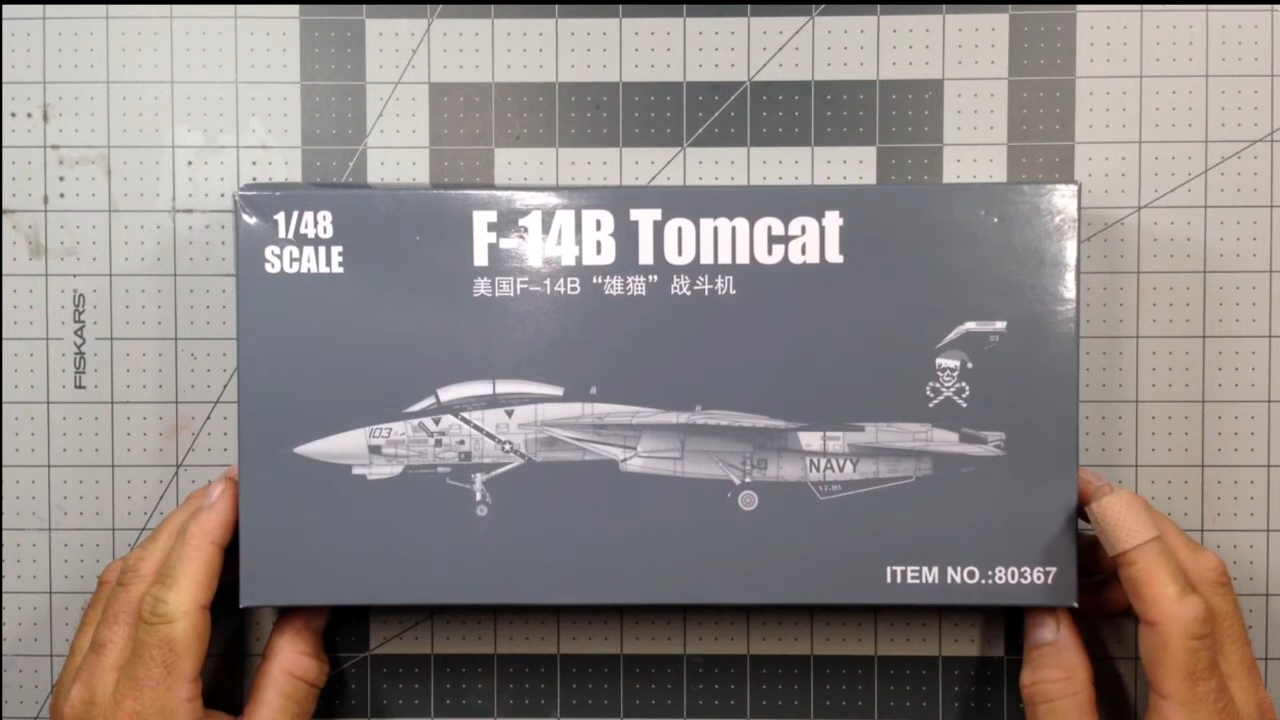 1/48
SCALE
F-14B Tomcat
美国F-14B“雄猫”战斗机
FISKARS®
103
NAVY
ITEM NO.:80367